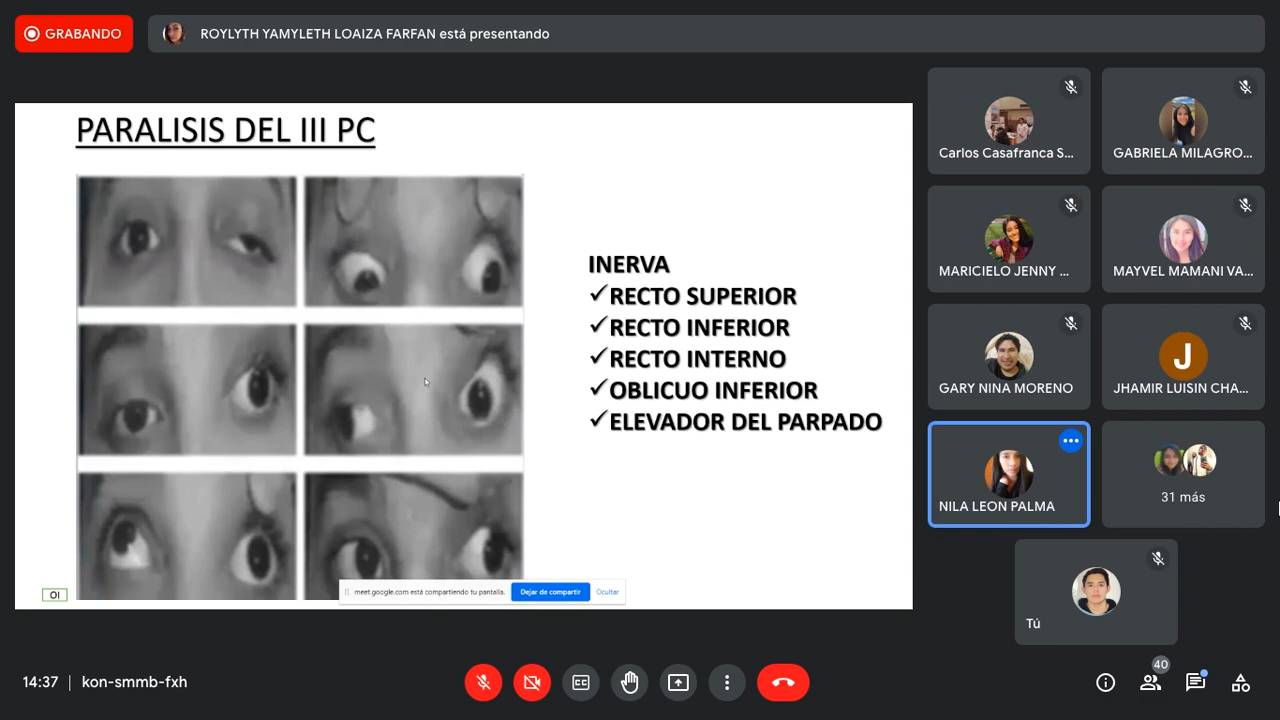 GRABANDO
ROYLYTH YAMYLETH LOAIZA FARFAN está presentando
PARALISIS DEL III PC
INERVA
✓RECTO SUPERIOR
✓RECTO INFERIOR
✓RECTO INTERNO
✓OBLICUO INFERIOR
✓ELEVADOR DEL PARPADO
OI
meet.google.com está compartiendo tu pantalla.
Dejar de compartir
Ocultar
Carlos Casafranca S...
GABRIELA MILAGRO...
MARICIELO JENNY ...
MAYVEL MAMANI VA...
GARY NINA MORENO
J
JHAMIR LUISIN CHA...
NILA LEON PALMA
31 más
Tú
14:37 | kon-smmb-fxh
CC
40